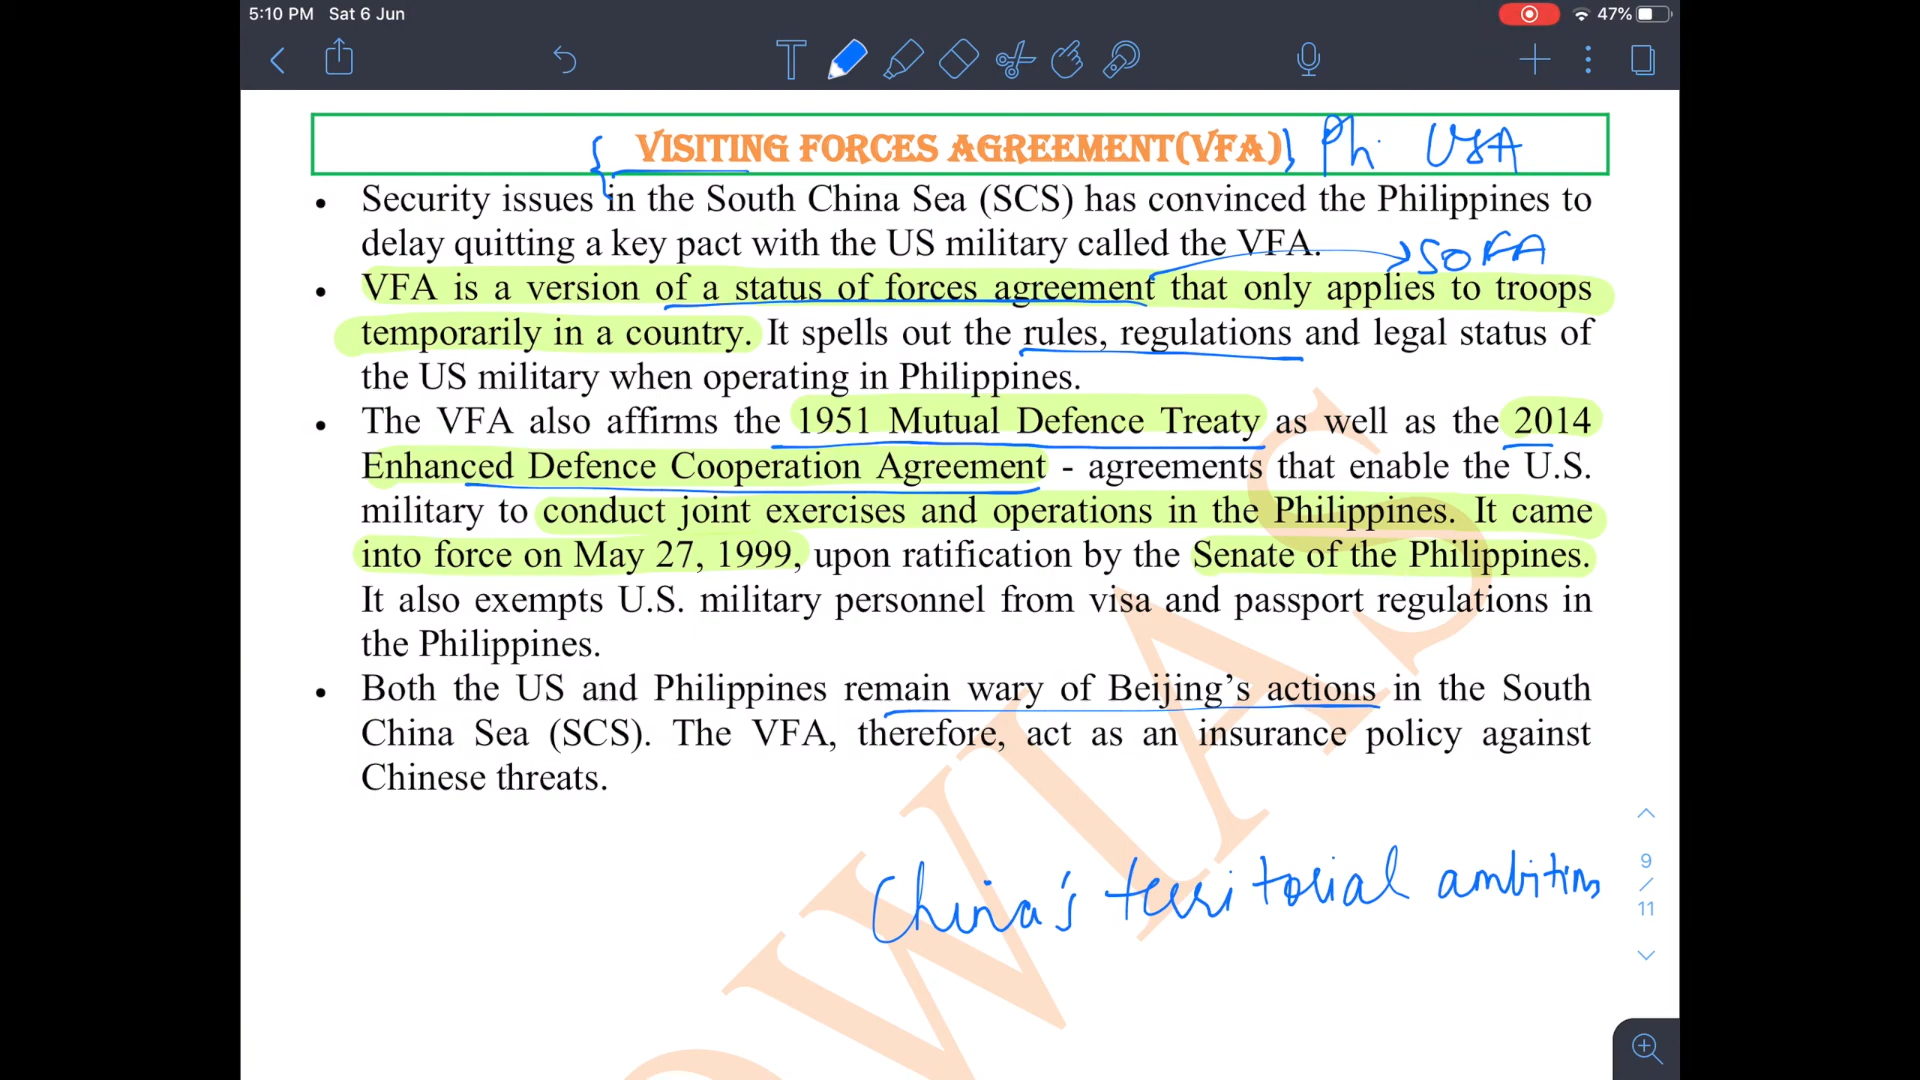 5:10 PM Sat 6 Jun 47%
VISITING FORCES AGREEMENT(VFA) Ph USA
• Security issues in the South China Sea (SCS) has convinced the Philippines to
delay quitting a key pact with the US military called the VFA. SOFA
• VFA is a version of a status of forces agreement that only applies to troops
temporarily in a country. It spells out the rules, regulations and legal status of
the US military when operating in Philippines.
• The VFA also affirms the 1951 Mutual Defence Treaty as well as the 2014
Enhanced Defence Cooperation Agreement - agreements that enable the U.S.
military to conduct joint exercises and operations in the Philippines. It came
into force on May 27, 1999, upon ratification by the Senate of the Philippines.
It also exempts U.S. military personnel from visa and passport regulations in
the Philippines.
• Both the US and Philippines remain wary of Beijing’s actions in the South
China Sea (SCS). The VFA, therefore, act as an insurance policy against
Chinese threats.
China's territorial ambitions
9
/
11
OWIAS